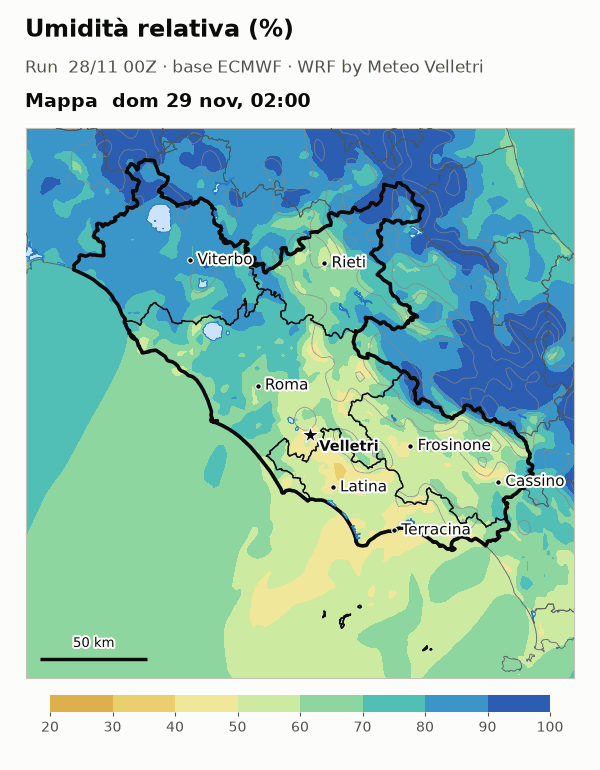 Umidità relativa (%)
Run  28/11 00Z · base ECMWF · WRF by Meteo Velletri
Mappa  dom 29 nov, 02:00
Viterbo
Rieti
Roma
Velletri
Frosinone
Cassino
Latina
Terracina
50 km
20 30 40 50 60 70 80 90 100